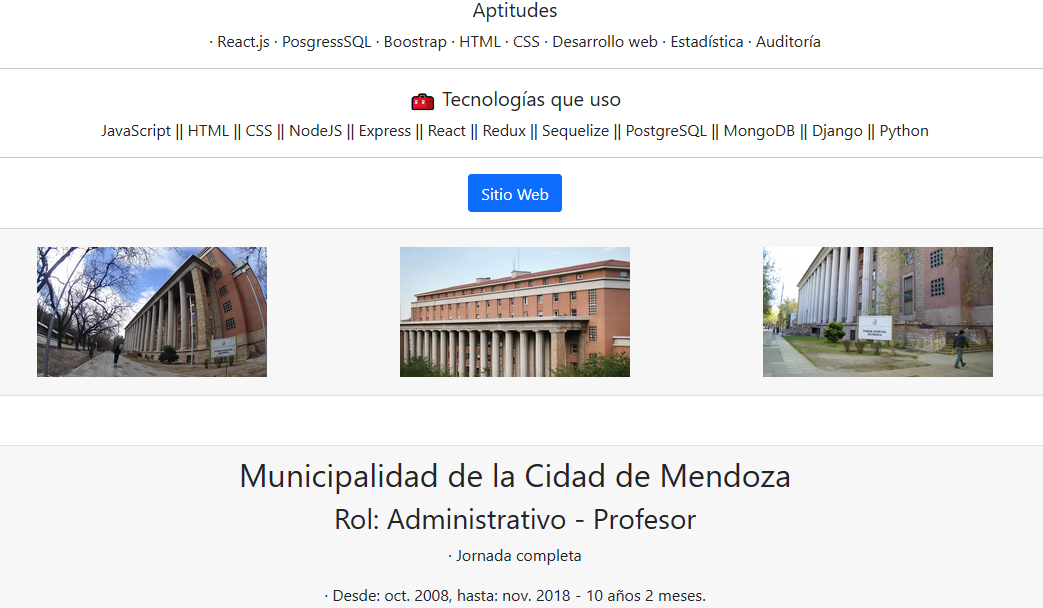 Aptitudes
· React.js · PosgressSQL · Boostrap · HTML · CSS · Desarrollo web · Estadística · Auditoría
Tecnologías que uso
JavaScript || HTML || CSS || NodeJS || Express || React || Redux || Sequelize || PostgreSQL || MongoDB || Django || Python
Sitio Web
Municipalidad de la Cidad de Mendoza
Rol: Administrativo - Profesor
· Jornada completa
· Desde: oct. 2008, hasta: nov. 2018 - 10 años 2 meses.